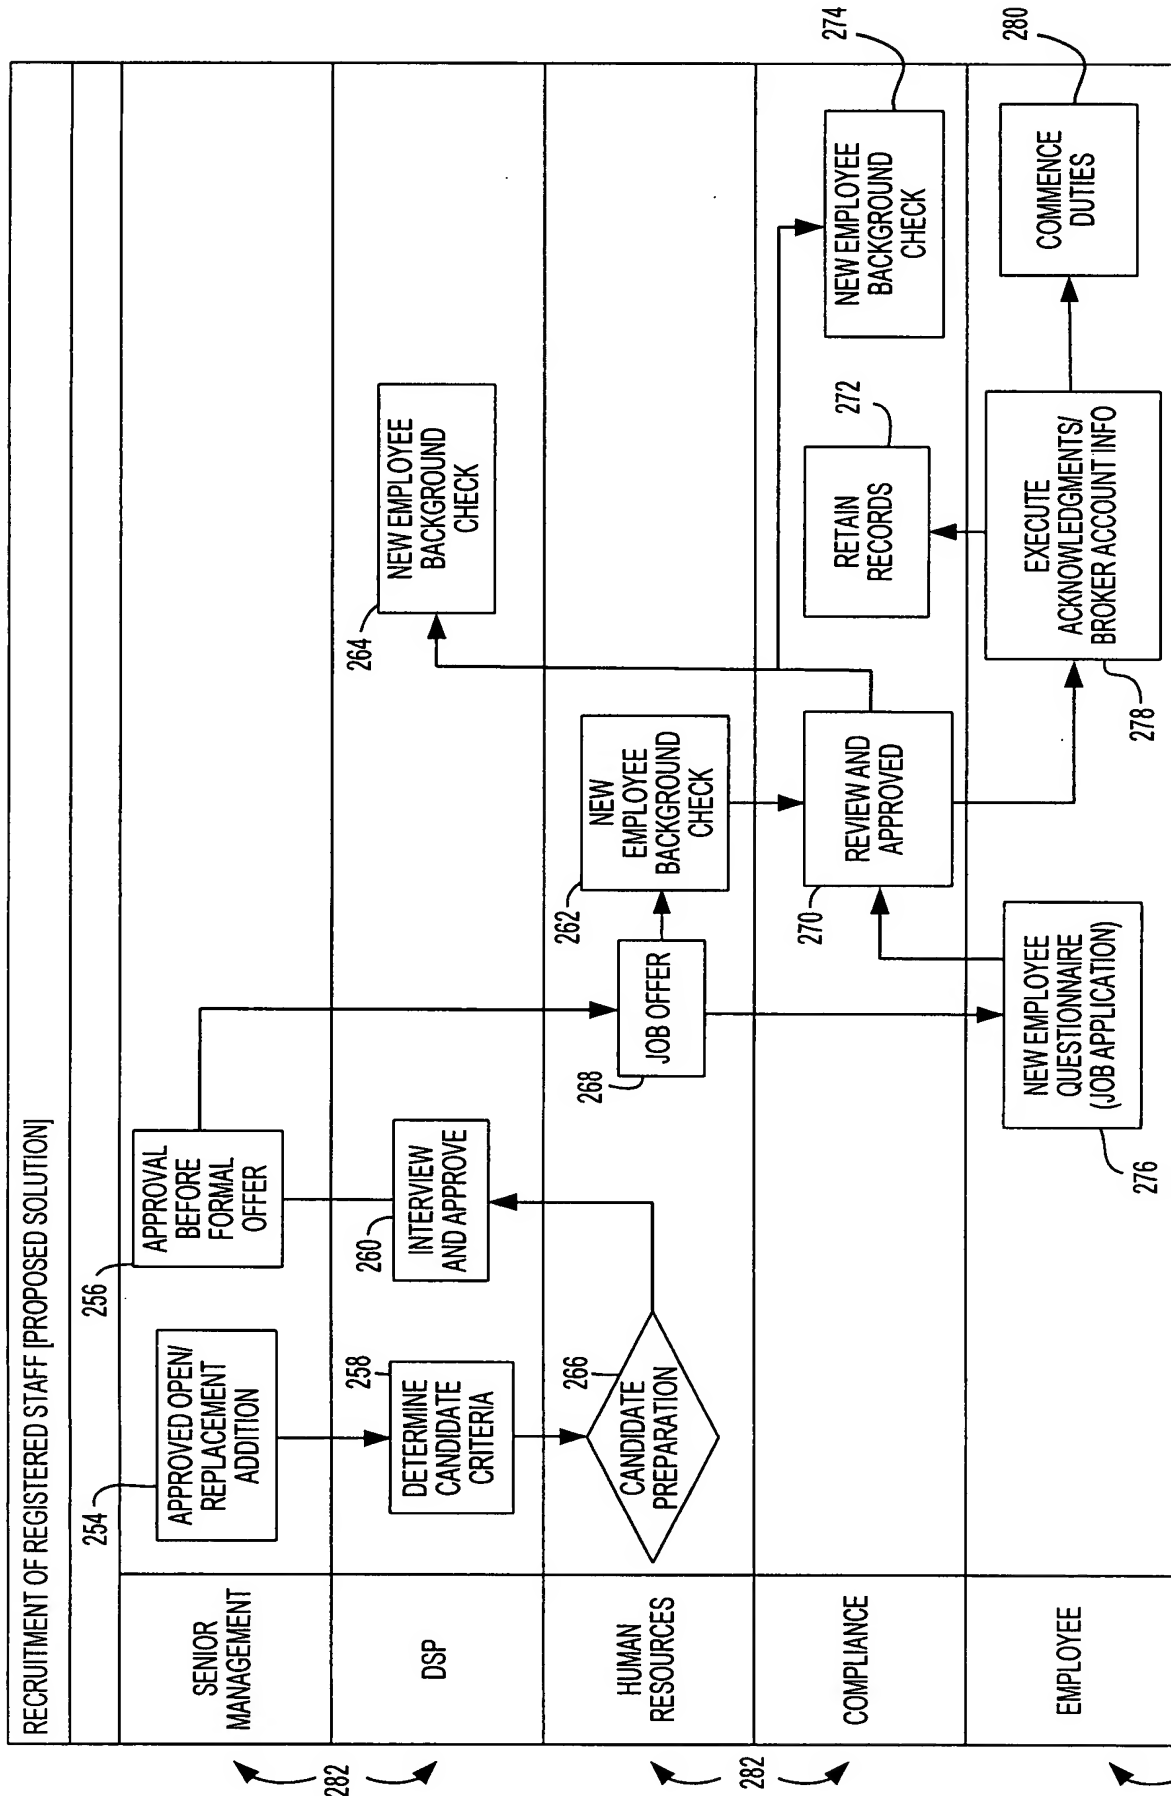 RECRUITMENT OF REGISTERED STAFF [PROPOSED SOLUTION]
SENIOR
MANAGEMENT
254
APPROVED OPEN/
REPLACEMENT
ADDITION
256
APPROVAL
BEFORE
FORMAL
OFFER
282
DSP
258
DETERMINE
CANDIDATE
CRITERIA
260
INTERVIEW
AND APPROVE
264
NEW EMPLOYEE
BACKGROUND
CHECK
HUMAN
RESOURCES
266
CANDIDATE
PREPARATION
268
JOB OFFER
262
NEW
EMPLOYEE
BACKGROUND
CHECK
282
COMPLIANCE
270
REVIEW AND
APPROVED
272
RETAIN
RECORDS
274
NEW EMPLOYEE
BACKGROUND
CHECK
EMPLOYEE
276
NEW EMPLOYEE
QUESTIONNAIRE
(JOB APPLICATION)
278
EXECUTE
ACKNOWLEDGMENTS/
BROKER ACCOUNT INFO
280
COMMENCE
DUTIES